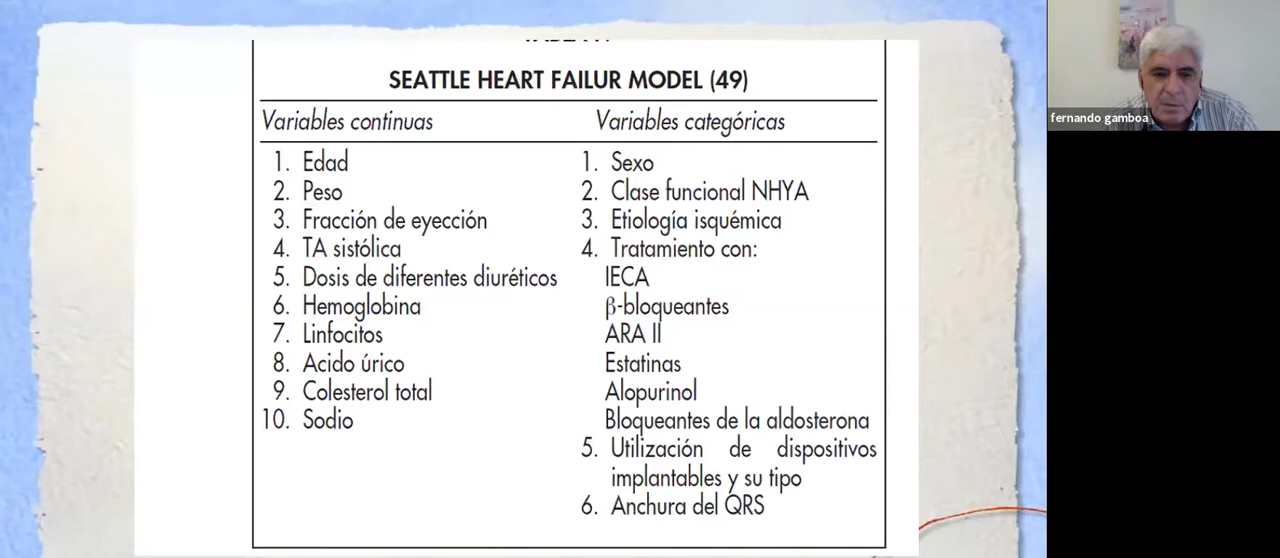 SEATTLE HEART FAILUR MODEL (49)
Variables continuas
1. Edad
2. Peso
3. Fracción de eyección
4. TA sistólica
5. Dosis de diferentes diuréticos
6. Hemoglobina
7. Linfocitos
8. Acido úrico
9. Colesterol total
10. Sodio
Variables categóricas
1. Sexo
2. Clase funcional NHYA
3. Etiología isquémica
4. Tratamiento con:
IECA
β-bloqueantes
ARA II
Estatinas
Alopurinol
Bloqueantes de la aldosterona
5. Utilización de dispositivos
implantables y su tipo
6. Anchura del QRS
fernando gamboa